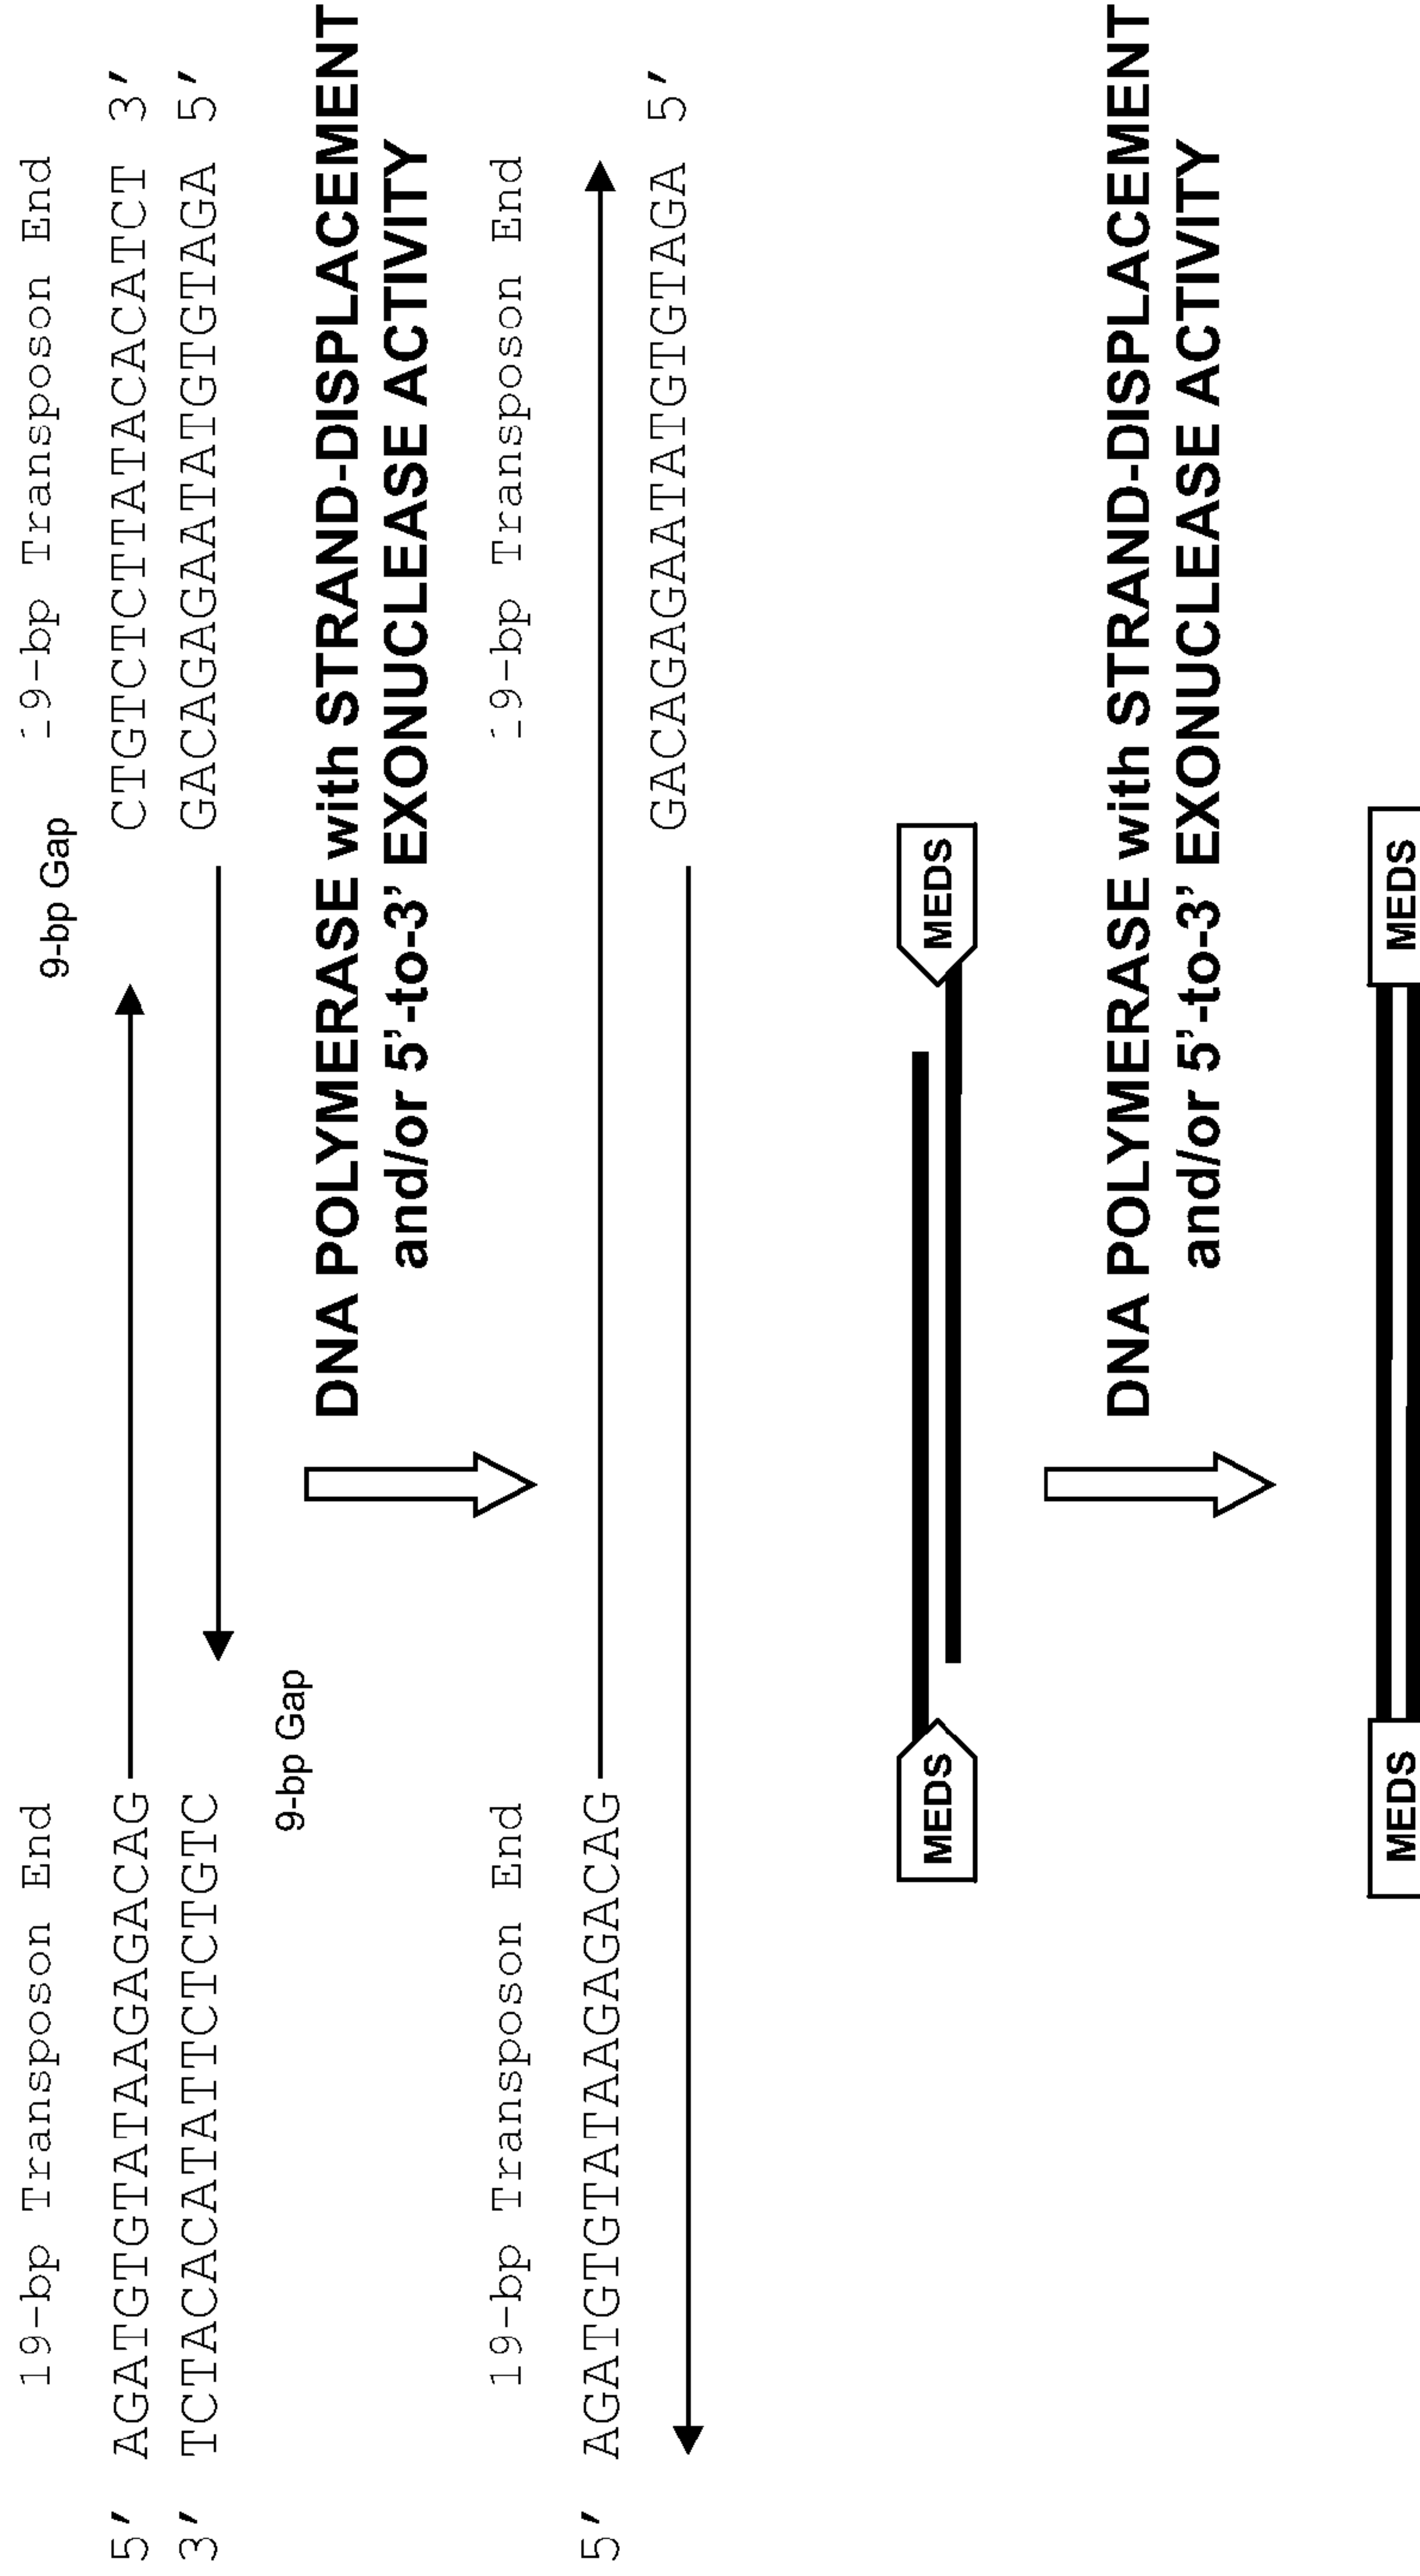 19-bp Transposon End
19-bp Transposon End
9-bp Gap
5' AGATGTGTATAAGAGACAG
CTGTCTCTTATACACATCT 3'
3' TCTACACATATTCTCTGTC
GACAGAGAATATGTGTAGA 5'
9-bp Gap
DNA POLYMERASE with STRAND-DISPLACEMENT
and/or 5'-to-3' EXONUCLEASE ACTIVITY
19-bp Transposon End
19-bp Transposon End
5' AGATGTGTATAAGAGACAG
GACAGAGAATATGTGTAGA 5'
MEDS
MEDS
DNA POLYMERASE with STRAND-DISPLACEMENT
and/or 5'-to-3' EXONUCLEASE ACTIVITY
MEDS
MEDS